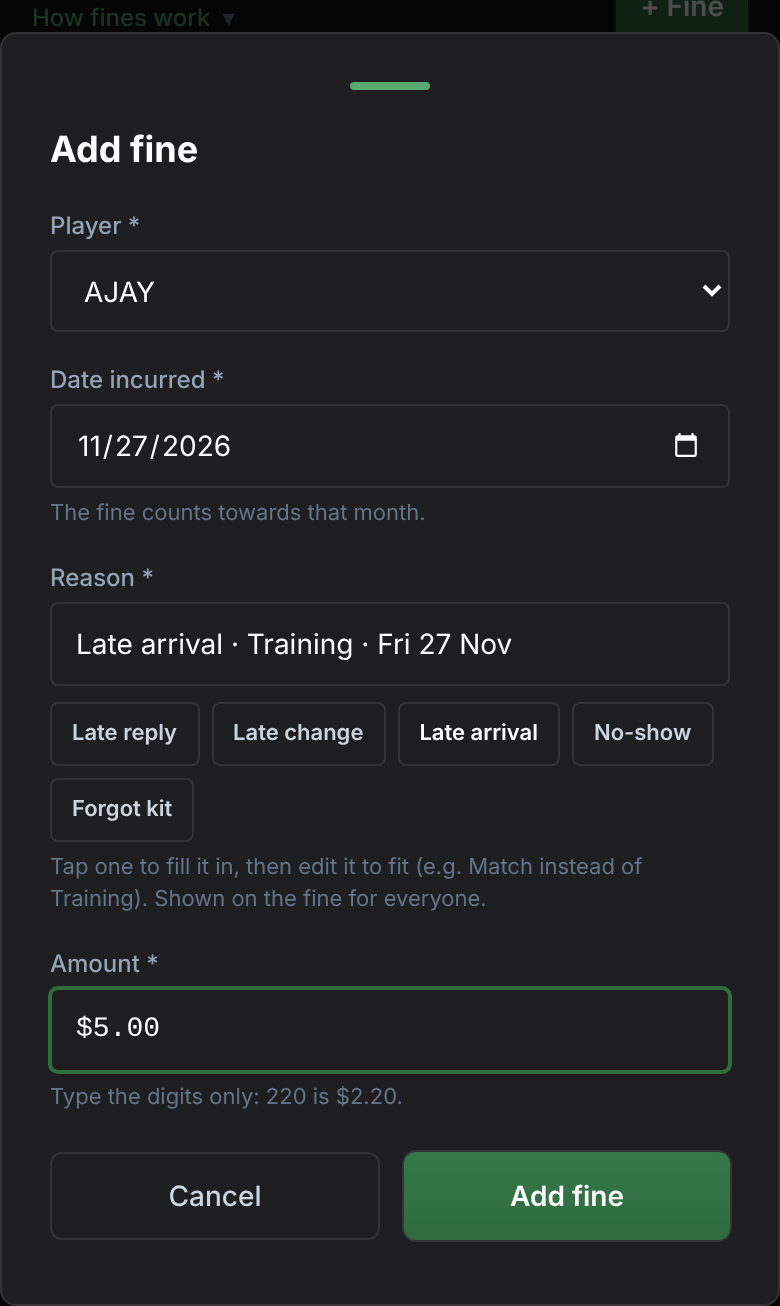 How fines work ▼
+ Fine
Add fine
Player *
AJAY
Date incurred *
11/27/2026
The fine counts towards that month.
Reason *
Late arrival · Training · Fri 27 Nov
Late reply
Late change
Late arrival
No-show
Forgot kit
Tap one to fill it in, then edit it to fit (e.g. Match instead of
Training). Shown on the fine for everyone.
Amount *
$5.00
Type the digits only: 220 is $2.20.
Cancel
Add fine